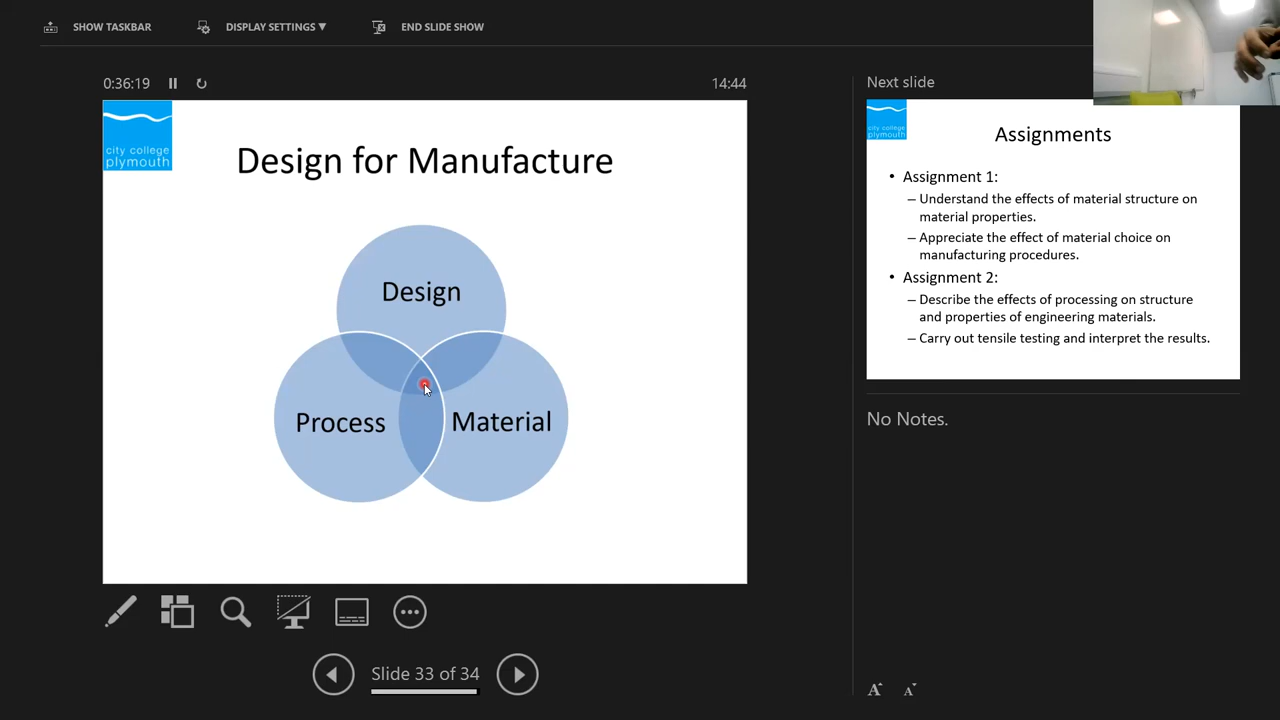 SHOW TASKBAR
DISPLAY SETTINGS ▼
END SLIDE SHOW
0:36:19
14:44
city college
plymouth
Design for Manufacture
Design
Process
Material
Slide 33 of 34
Next slide
city college
plymouth
Assignments
• Assignment 1:
– Understand the effects of material structure on
material properties.
– Appreciate the effect of material choice on
manufacturing procedures.
• Assignment 2:
– Describe the effects of processing on structure
and properties of engineering materials.
– Carry out tensile testing and interpret the results.
No Notes.
A A